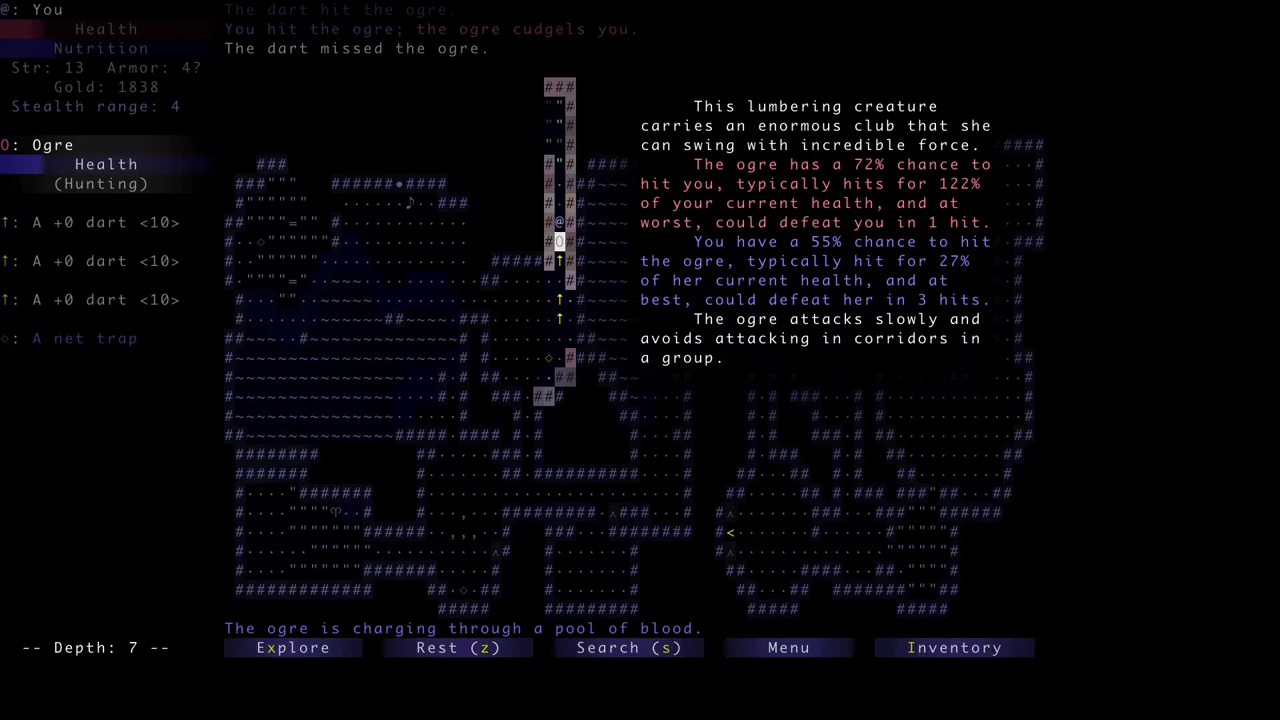 @: You
The dart hit the ogre.
Health
You hit the ogre; the ogre cudgels you.
Nutrition
The dart missed the ogre.
Str: 13 Armor: 4?
Gold: 1838
Stealth range: 4
O: Ogre
Health
(Hunting)
↑: A +0 dart <10>
↑: A +0 dart <10>
↑: A +0 dart <10>
◇: A net trap
This lumbering creature
carries an enormous club that she
can swing with incredible force.
The ogre has a 72% chance to
hit you, typically hits for 122%
of your current health, and at
worst, could defeat you in 1 hit.
You have a 55% chance to hit
the ogre, typically hit for 27%
of her current health, and at
best, could defeat her in 3 hits.
The ogre attacks slowly and
avoids attacking in corridors in
a group.
The ogre is charging through a pool of blood.
-- Depth: 7 --
Explore
Rest (z)
Search (s)
Menu
Inventory